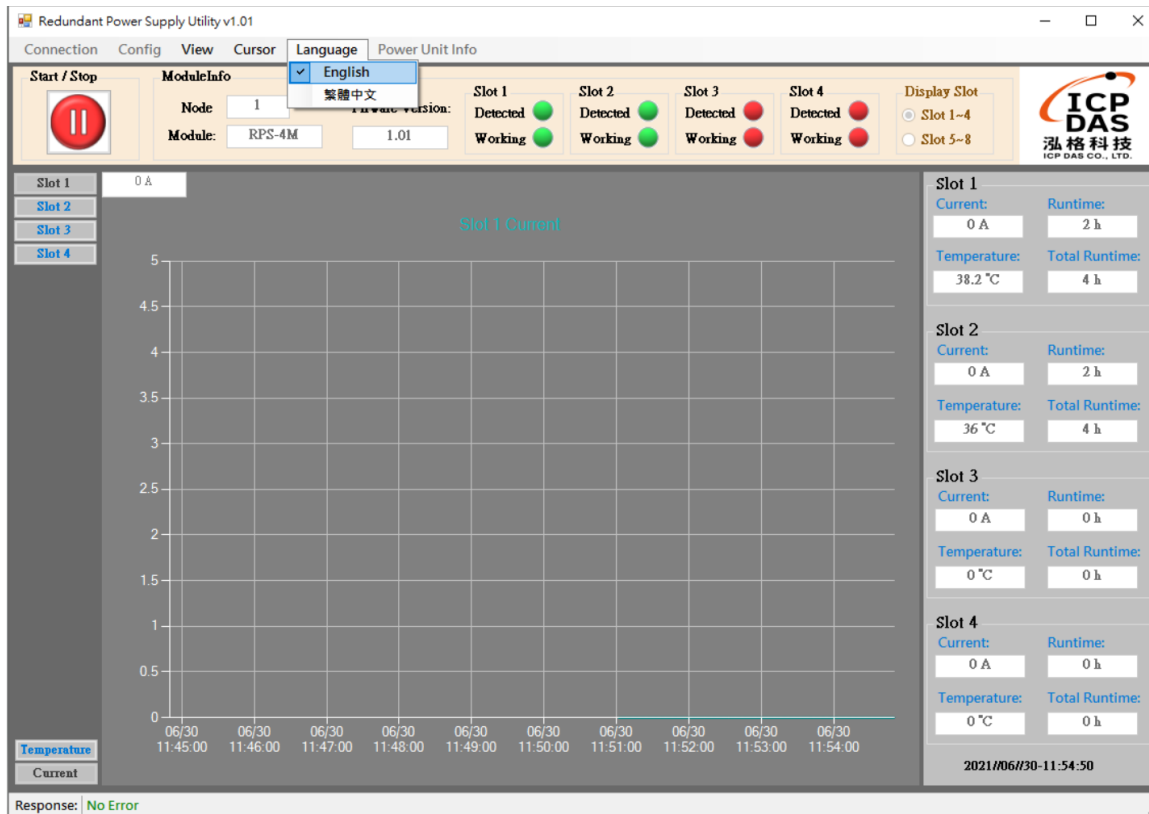 Redundant Power Supply Utility v1.01
Connection Config View Cursor Language Power Unit Info
English
繁體中文
Start / Stop
ModuleInfo
Node 1
Version:
Module: RPS-4M 1.01
Slot 1
Detected
Working
Slot 2
Detected
Working
Slot 3
Detected
Working
Slot 4
Detected
Working
Display Slot
Slot 1~4
Slot 5~8
ICP
DAS
泓格科技
ICP DAS CO., LTD.
Slot 1
Slot 2
Slot 3
Slot 4
0 A
Slot 1 Current
5
4.5
4
3.5
3
2.5
2
1.5
1
0.5
0
06/30 06/30 06/30 06/30 06/30 06/30 06/30 06/30 06/30 06/30
11:45:00 11:46:00 11:47:00 11:48:00 11:49:00 11:50:00 11:51:00 11:52:00 11:53:00 11:54:00
Temperature
Current
Slot 1
Current: Runtime:
0 A 2 h
Temperature: Total Runtime:
38.2 °C 4 h
Slot 2
Current: Runtime:
0 A 2 h
Temperature: Total Runtime:
36 °C 4 h
Slot 3
Current: Runtime:
0 A 0 h
Temperature: Total Runtime:
0 °C 0 h
Slot 4
Current: Runtime:
0 A 0 h
Temperature: Total Runtime:
0 °C 0 h
2021//06//30-11:54:50
Response: No Error